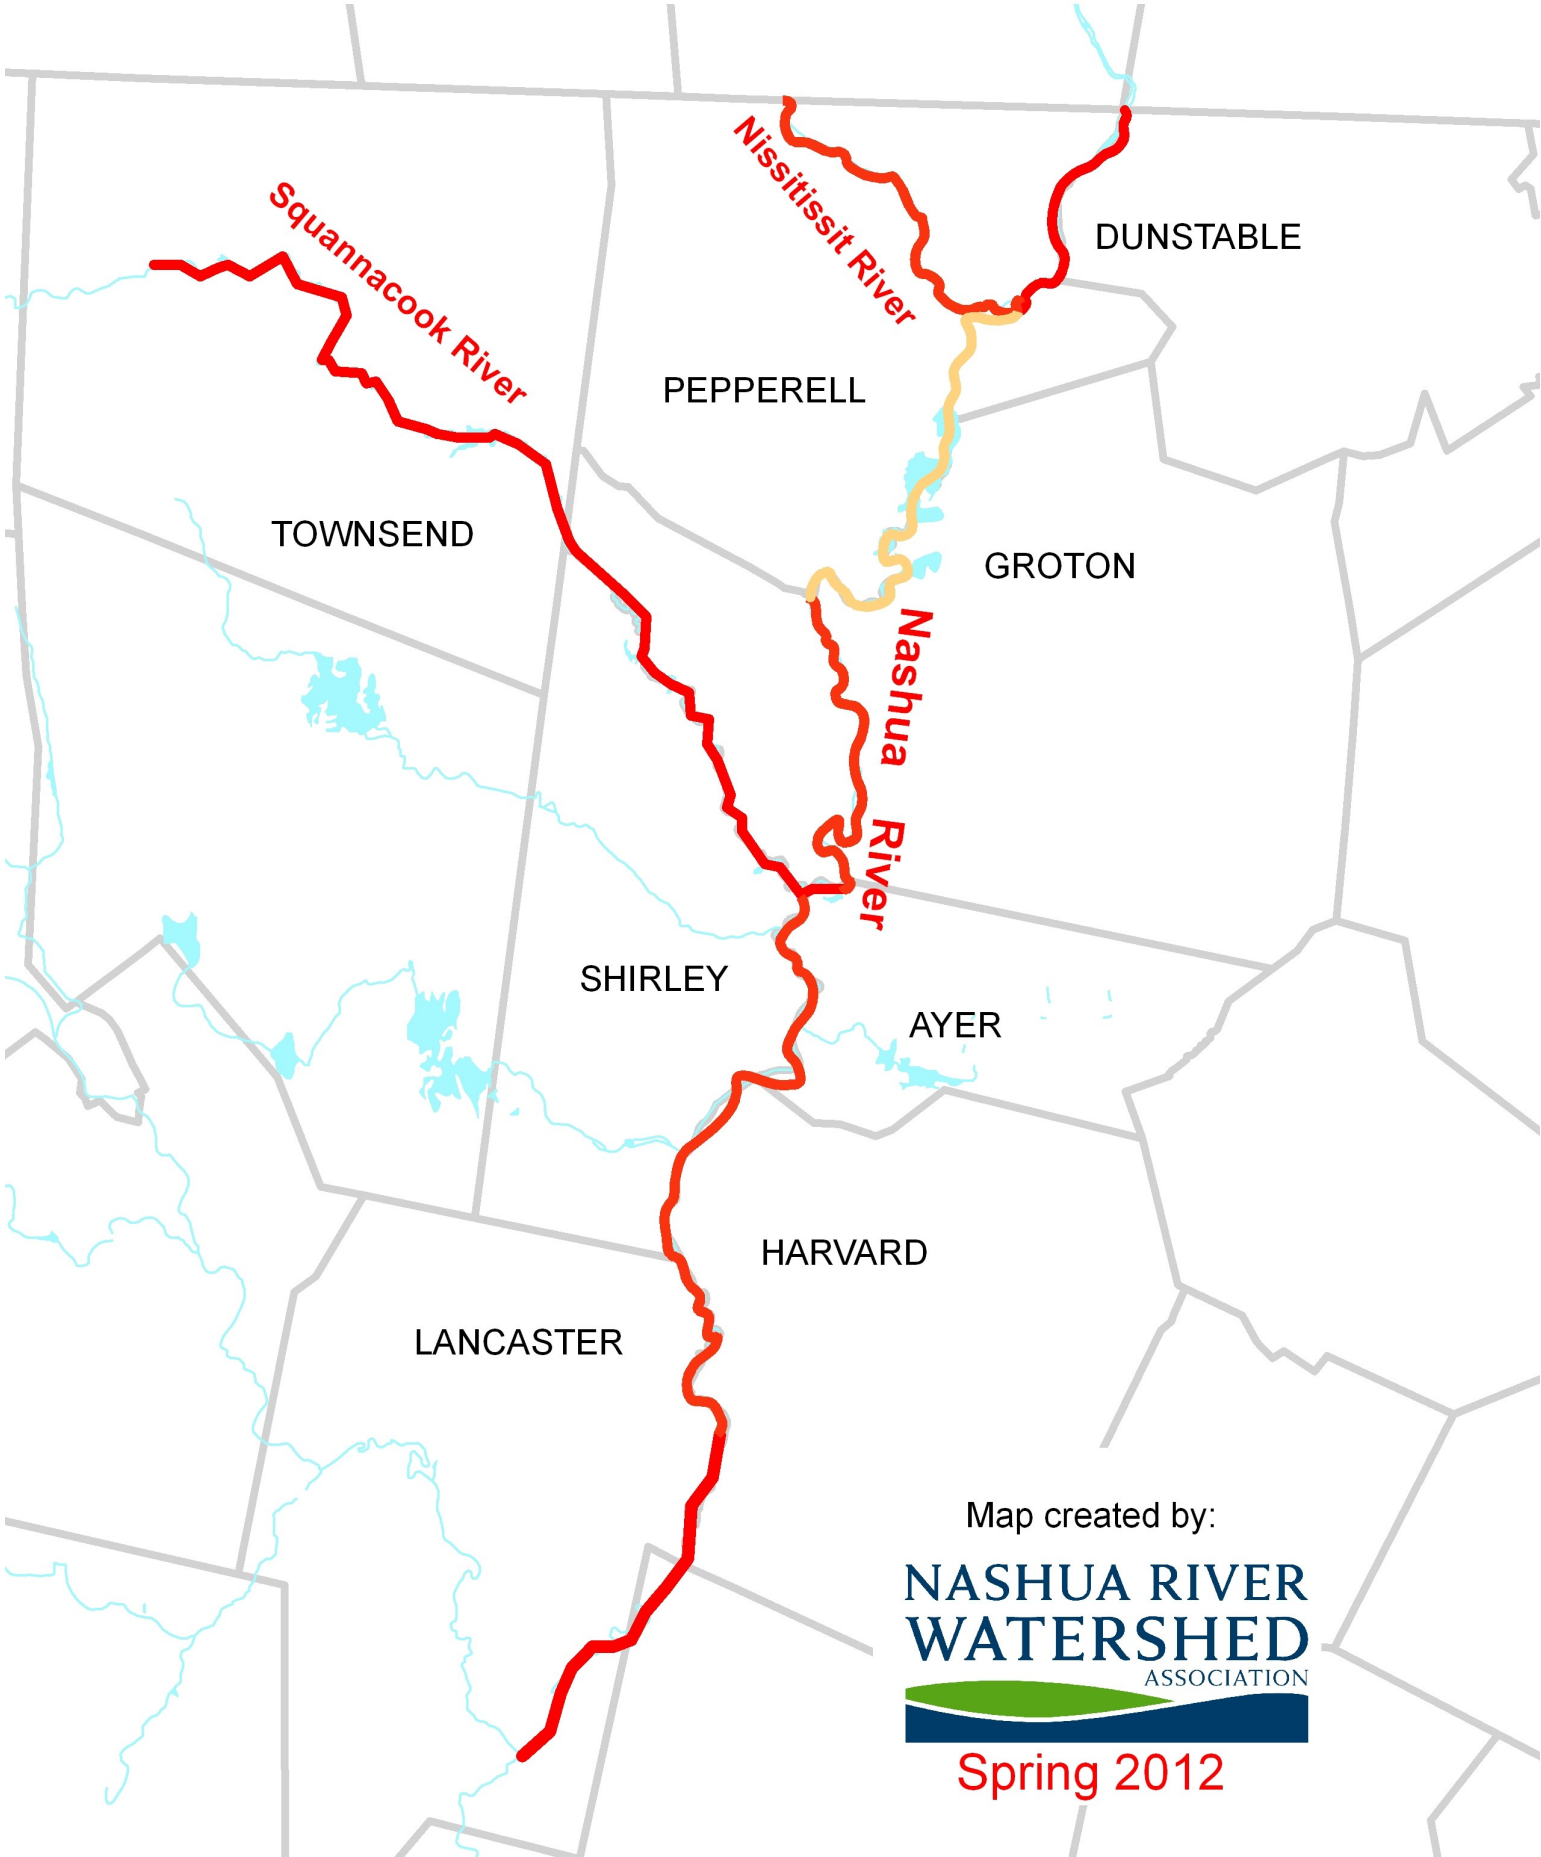 Nissitissit River
Squannacook River
DUNSTABLE
PEPPERELL
TOWNSEND
GROTON
Nashua River
SHIRLEY
AYER
HARVARD
LANCASTER
Map created by:
NASHUA RIVER
WATERSHED
ASSOCIATION
Spring 2012